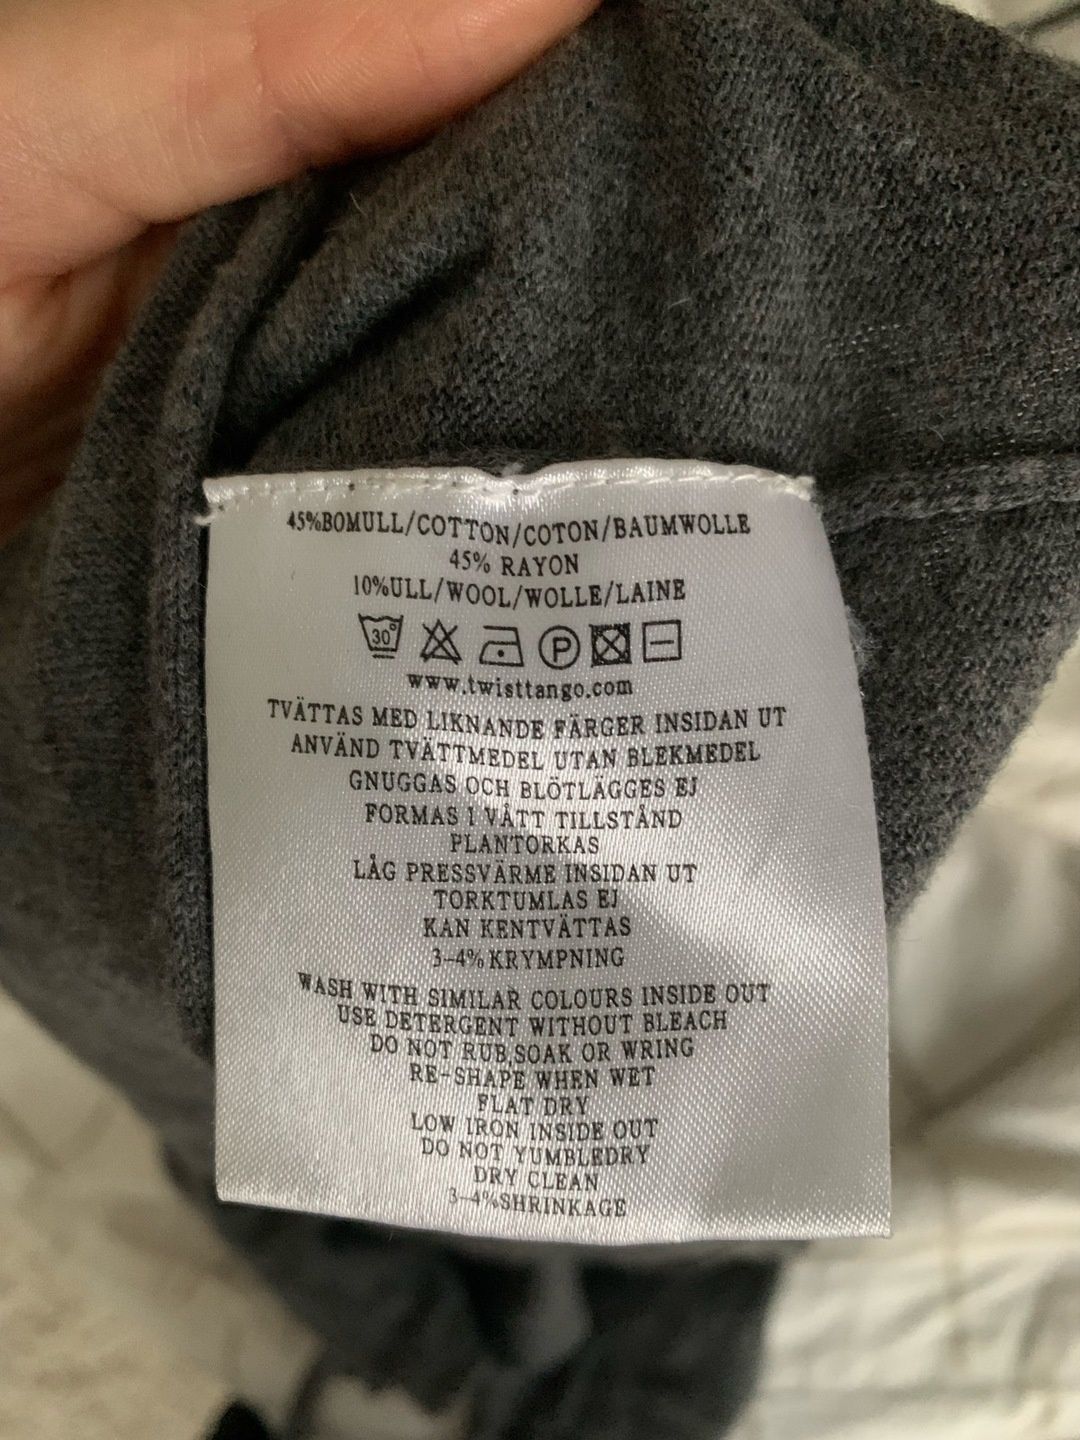 45%BOMULL/COTTON/COTON/BAUMWOLLE
45% RAYON
10%ULL/WOOL/WOLLE/LAINE
30° P
www.twisttango.com
TVÄTTAS MED LIKNANDE FÄRGER INSIDAN UT
ANVÄND TVÄTTMEDEL UTAN BLEKMEDEL
GNUGGAS OCH BLÖTLÄGGES EJ
FORMAS I VÅTT TILLSTÅND
PLANTORKAS
LÅG PRESSVÄRME INSIDAN UT
TORKTUMLAS EJ
KAN KENTVÄTTAS
3-4% KRYMPNING
WASH WITH SIMILAR COLOURS INSIDE OUT
USE DETERGENT WITHOUT BLEACH
DO NOT RUB,SOAK OR WRING
RE-SHAPE WHEN WET
FLAT DRY
LOW IRON INSIDE OUT
DO NOT YUMBLEDRY
DRY CLEAN
3-4%SHRINKAGE